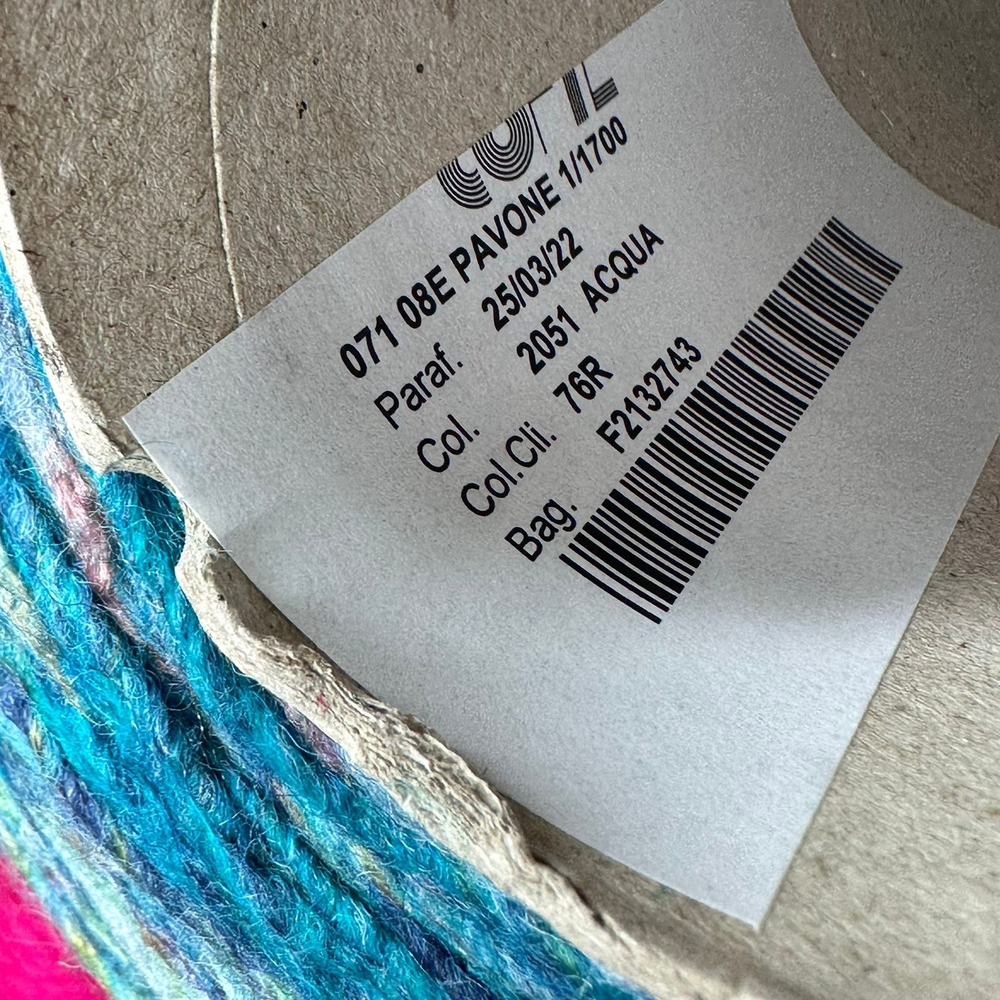 071 08E PAVONE 1/1700
Paraf. 25/03/22
Col. 2051 ACQUA
Col.Cli. 76R
Bag. F2132743